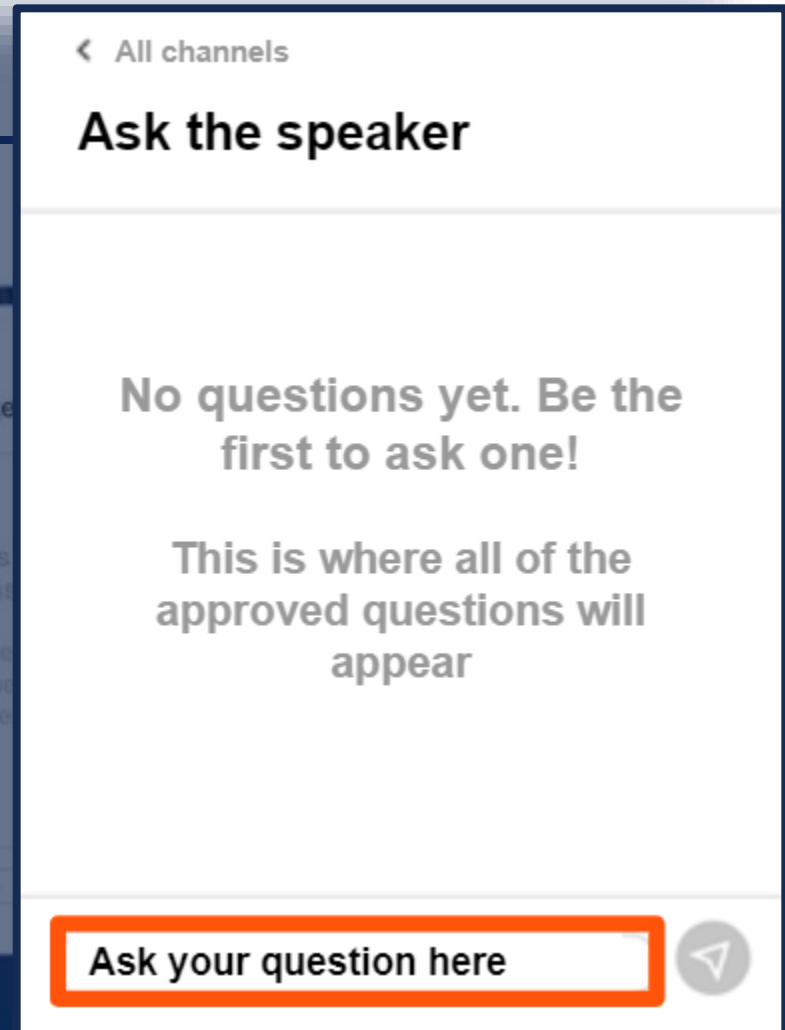 All channels
Ask the speaker
No questions yet. Be the
first to ask one!
This is where all of the
approved questions will
appear
Ask your question here